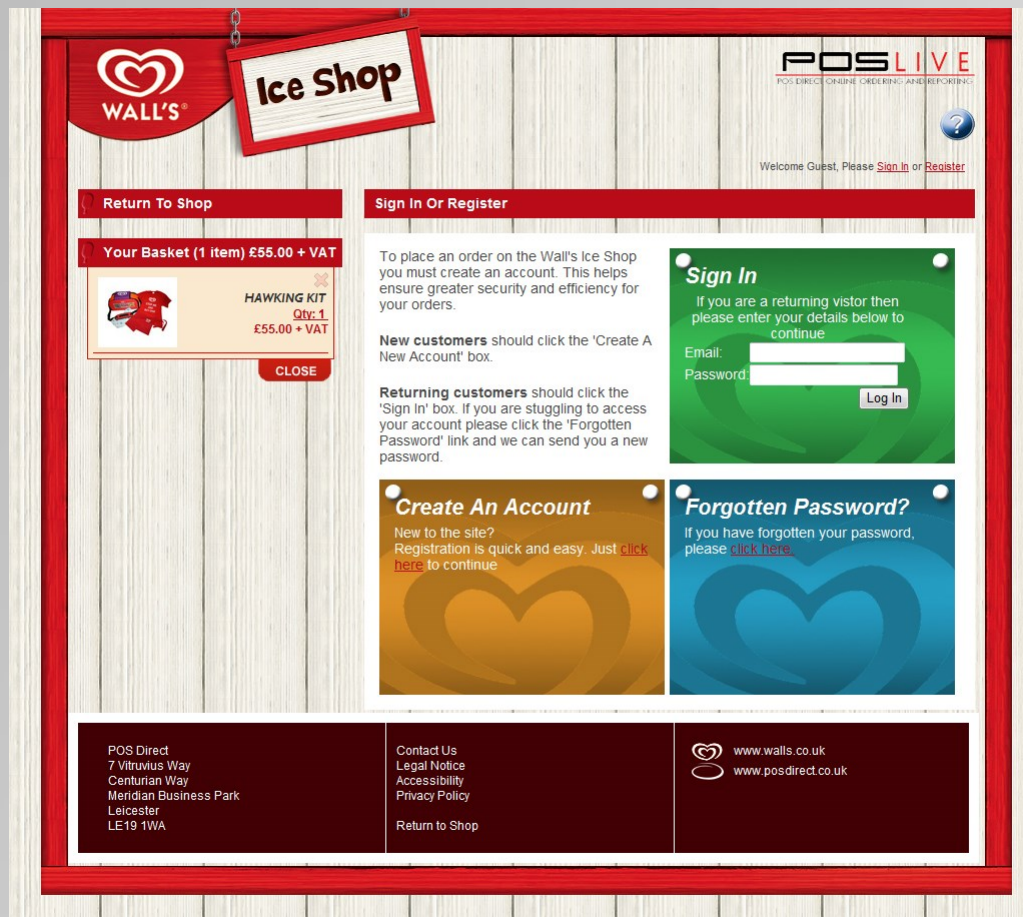 WALL'S®
Ice Shop
POS LIVE
POS DIRECT ONLINE ORDERING AND REPORTING
?
Welcome Guest, Please Sign In or Register
Return To Shop
Your Basket (1 item) £55.00 + VAT
HAWKING KIT
Qty: 1
£55.00 + VAT
CLOSE
Sign In Or Register
To place an order on the Wall's Ice Shop
you must create an account. This helps
ensure greater security and efficiency for
your orders.
New customers should click the 'Create A
New Account' box.
Returning customers should click the
'Sign In' box. If you are stuggling to access
your account please click the 'Forgotten
Password' link and we can send you a new
password.
Sign In
If you are a returning vistor then
please enter your details below to
continue
Email:
Password:
Log In
Create An Account
New to the site?
Registration is quick and easy. Just click
here to continue
Forgotten Password?
If you have forgotten your password,
please click here.
POS Direct
7 Vitruvius Way
Centurian Way
Meridian Business Park
Leicester
LE19 1WA
Contact Us
Legal Notice
Accessibility
Privacy Policy
Return to Shop
www.walls.co.uk
www.posdirect.co.uk